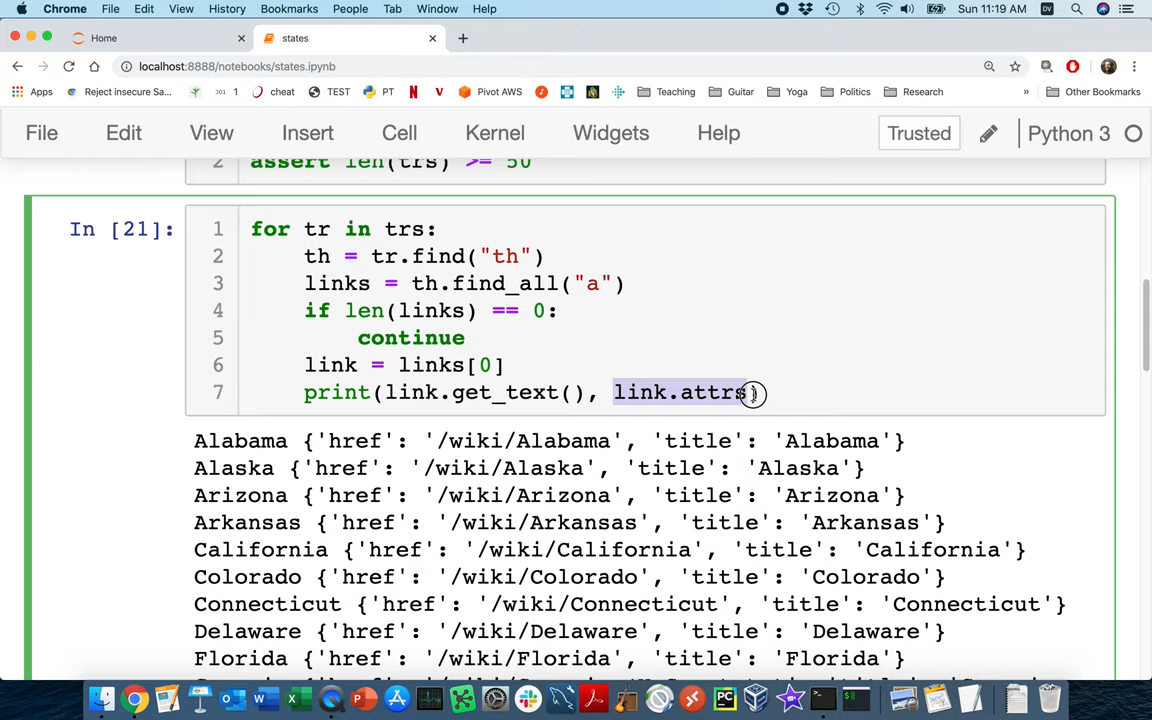 Chrome File Edit View History Bookmarks People Tab Window Help Sun 11:19 AM
Home states
localhost:8888/notebooks/states.ipynb
Apps Reject insecure Sa... 301 1 cheat TEST PT Pivot AWS Teaching Guitar Yoga Politics Research » Other Bookmarks
File Edit View Insert Cell Kernel Widgets Help Trusted Python 3
2 assert len(trs) >= 50
In [21]: 1 for tr in trs:
2 th = tr.find("th")
3 links = th.find_all("a")
4 if len(links) == 0:
5 continue
6 link = links[0]
7 print(link.get_text(), link.attrs)
Alabama {'href': '/wiki/Alabama', 'title': 'Alabama'}
Alaska {'href': '/wiki/Alaska', 'title': 'Alaska'}
Arizona {'href': '/wiki/Arizona', 'title': 'Arizona'}
Arkansas {'href': '/wiki/Arkansas', 'title': 'Arkansas'}
California {'href': '/wiki/California', 'title': 'California'}
Colorado {'href': '/wiki/Colorado', 'title': 'Colorado'}
Connecticut {'href': '/wiki/Connecticut', 'title': 'Connecticut'}
Delaware {'href': '/wiki/Delaware', 'title': 'Delaware'}
Florida {'href': '/wiki/Florida', 'title': 'Florida'}